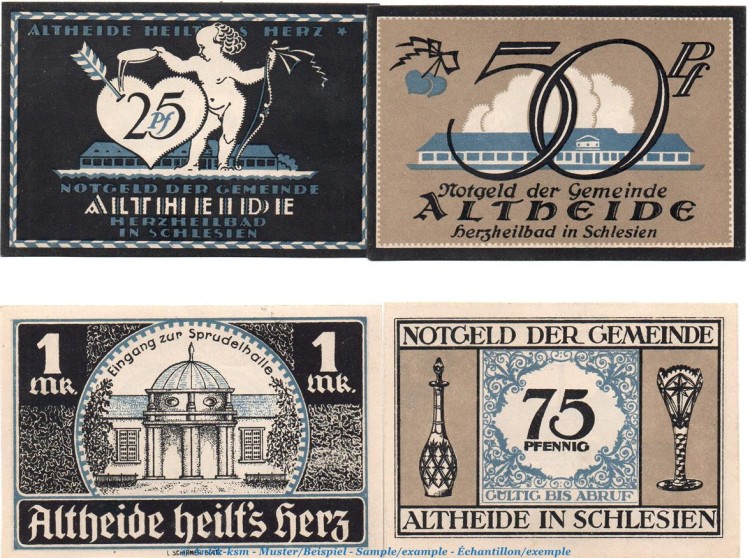 ALTHEIDE HEILT'S HERZ *
25
Pf
NOTGELD DER GEMEINDE
ALTHEIDE
HERZHEILBAD
IN SCHLESIEN
50 Pf
Notgeld der Gemeinde
ALTHEIDE
Herzheilbad in Schlesien
1
Mk.
Eingang zur Sprudelhalle
1
Mk.
Altheide heilt's Herz
NOTGELD DER GEMEINDE
75
PFENNIG
GÜLTIG BIS ABRUF
ALTHEIDE IN SCHLESIEN
-ksm - Muster/Beispiel - Sample/exemple - Échantillon/exemple